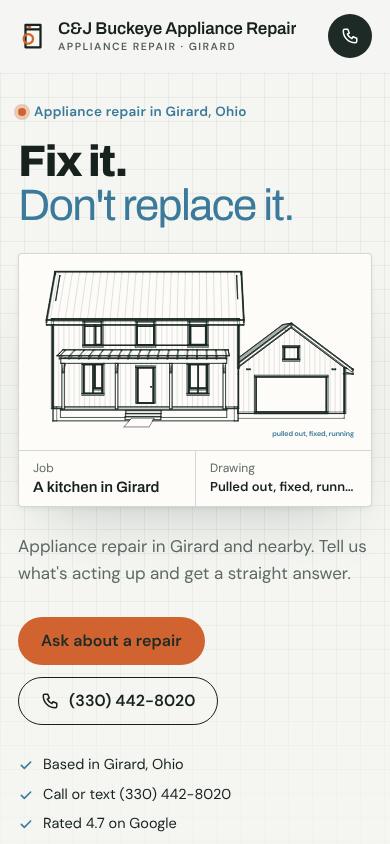 C&J Buckeye Appliance Repair
APPLIANCE REPAIR · GIRARD
Appliance repair in Girard, Ohio
Fix it.
Don't replace it.
pulled out, fixed, running
Job
A kitchen in Girard
Drawing
Pulled out, fixed, runn...
Appliance repair in Girard and nearby. Tell us
what's acting up and get a straight answer.
Ask about a repair
(330) 442-8020
Based in Girard, Ohio
Call or text (330) 442-8020
Rated 4.7 on Google